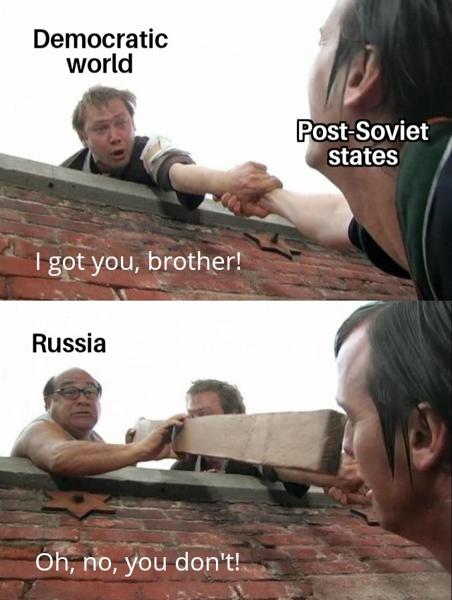 Democratic
world
Post-Soviet
states
I got you, brother!
Russia
Oh, no, you don't!